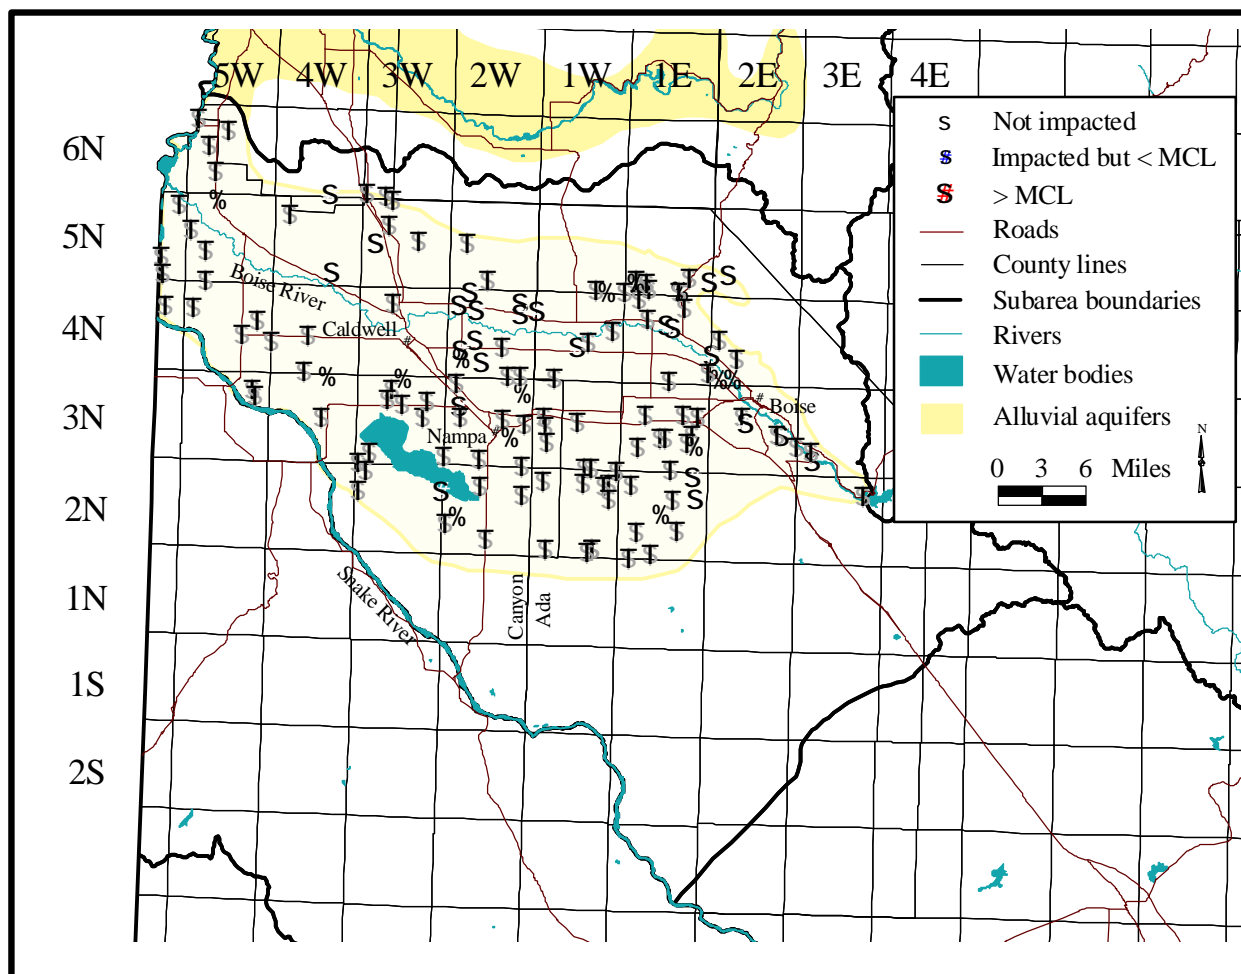 5W 4W 3W 2W 1W 1E 2E 3E 4E
6N
5N
4N
3N
2N
1N
1S
2S
S Not impacted
S Impacted but < MCL
S > MCL
Roads
County lines
Subarea boundaries
Rivers
Water bodies
Alluvial aquifers
N
0 3 6 Miles
Boise River
Caldwell
Boise
Nampa
Snake River
Canyon
Ada